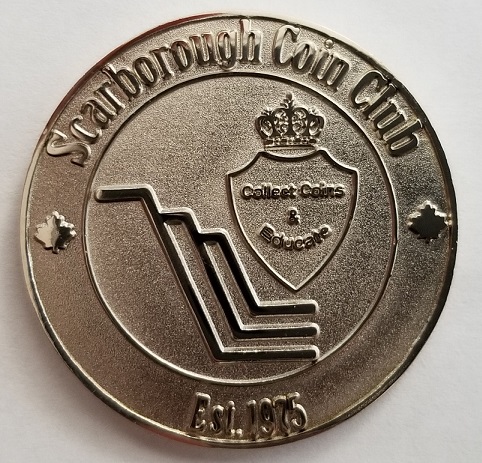 Scarborough Coin Club
Collect Coins
&
Educate
Est. 1975